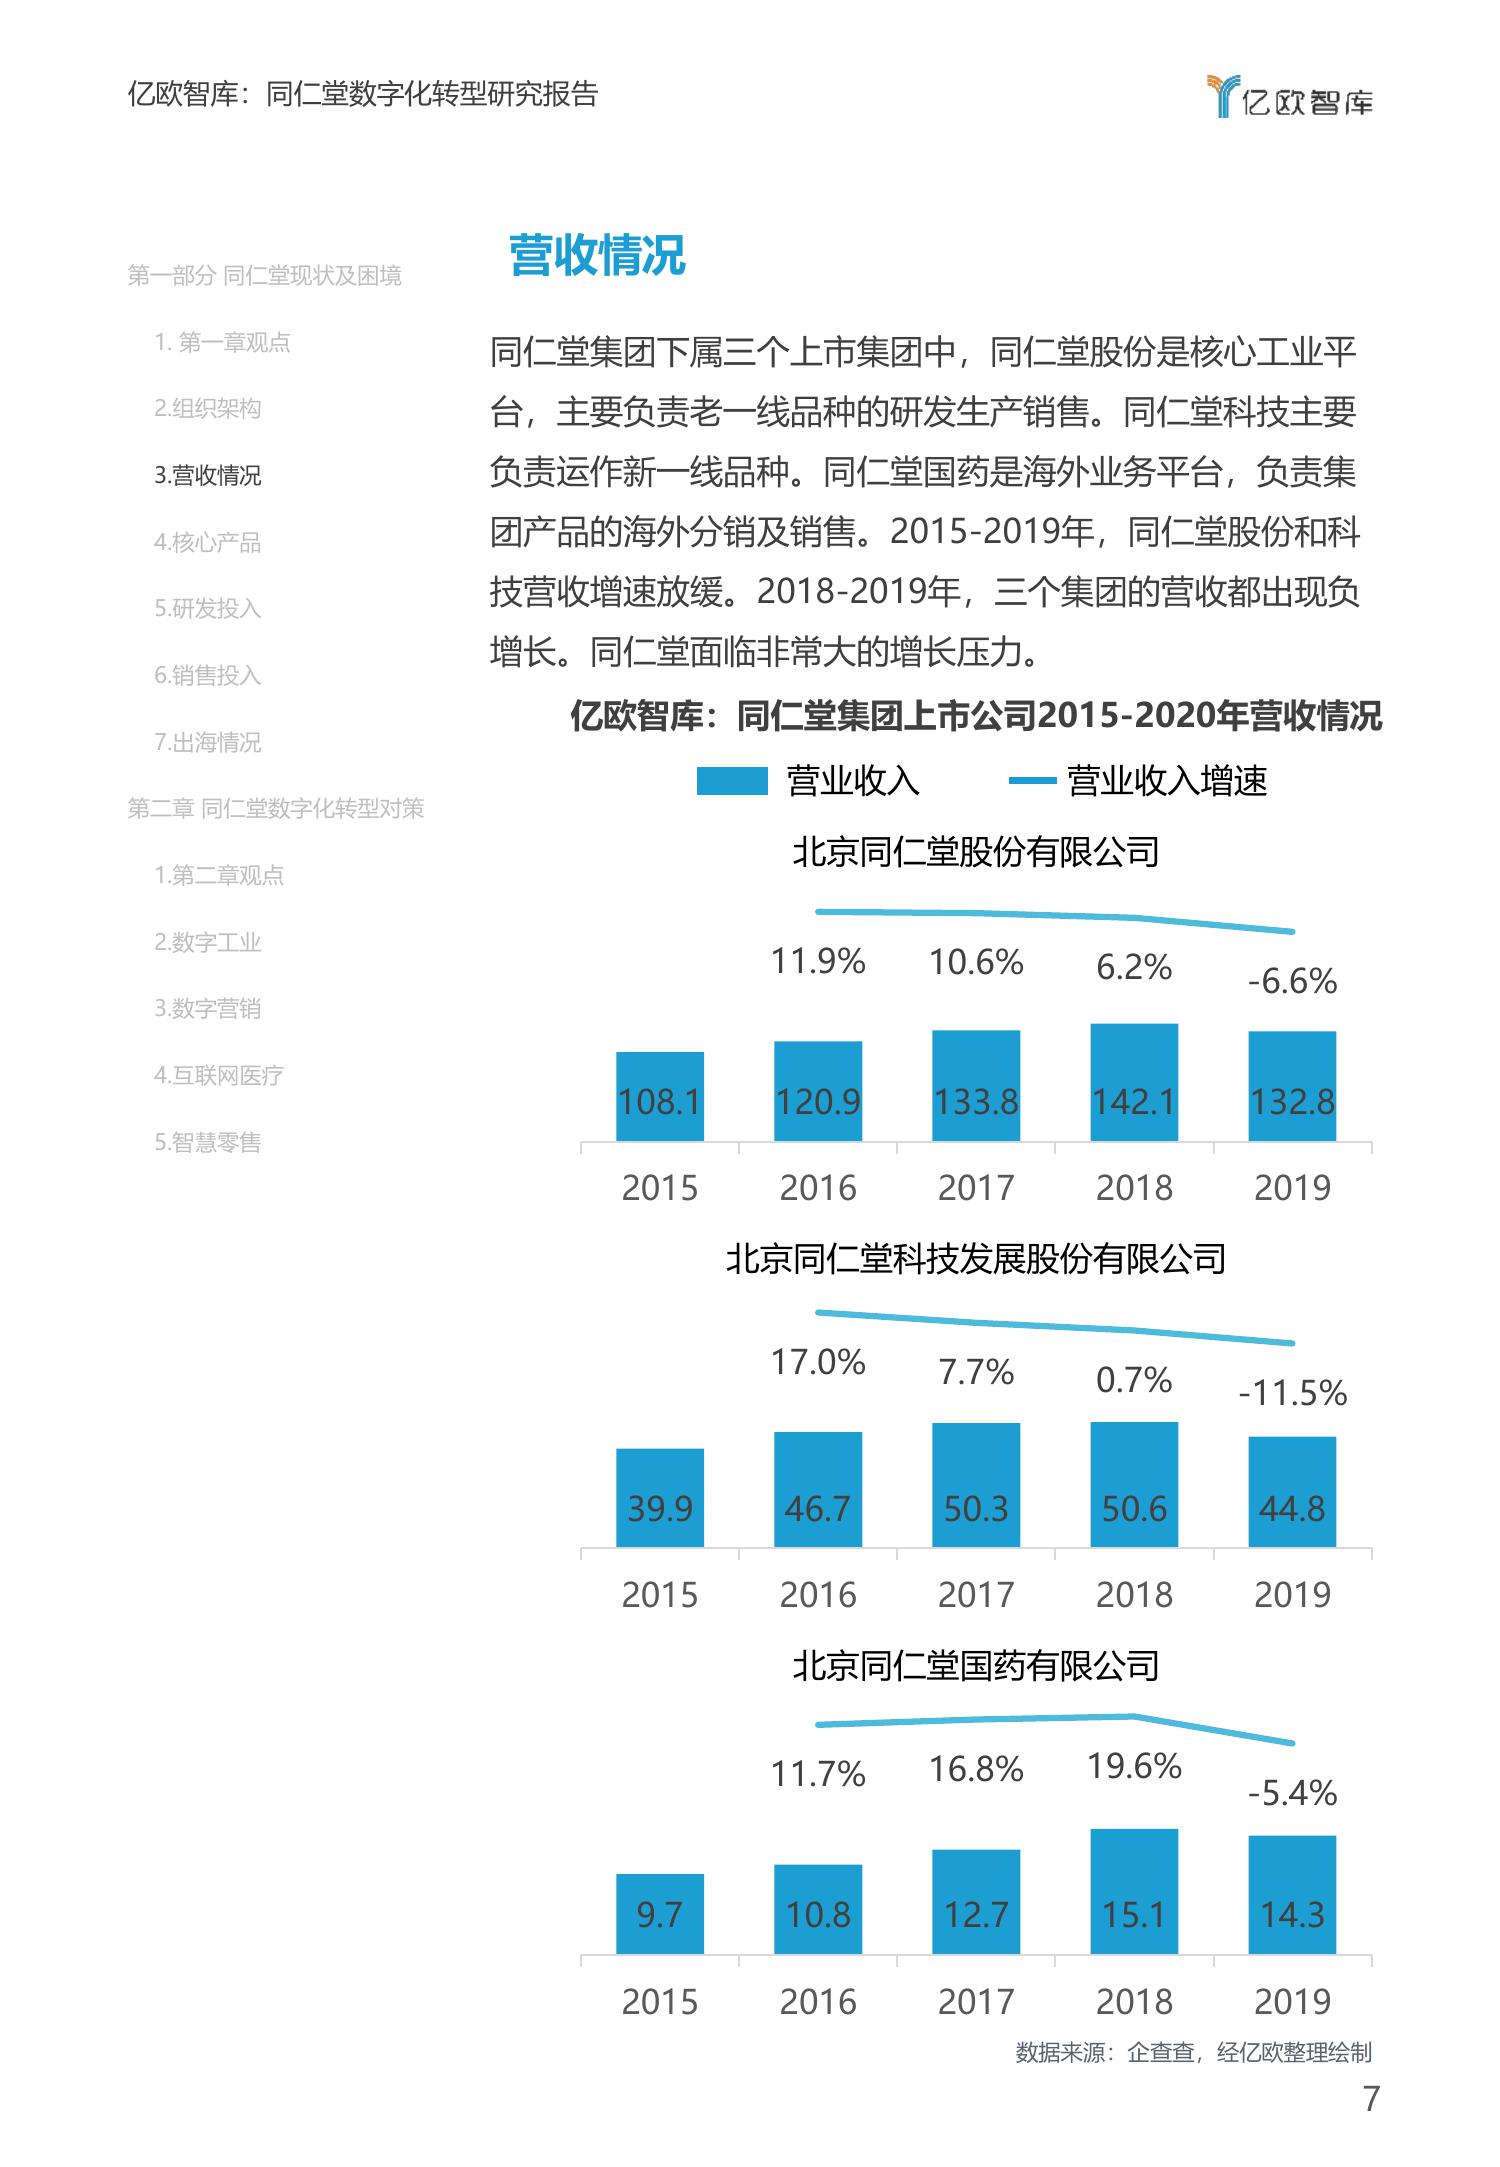 亿欧智库：同仁堂数字化转型研究报告
亿欧智库
第一部分 同仁堂现状及困境
1. 第一章观点
2.组织架构
3.营收情况
4.核心产品
5.研发投入
6.销售投入
7.出海情况
第二章 同仁堂数字化转型对策
1.第二章观点
2.数字工业
3.数字营销
4.互联网医疗
5.智慧零售
营收情况
同仁堂集团下属三个上市集团中，同仁堂股份是核心工业平
台，主要负责老一线品种的研发生产销售。同仁堂科技主要
负责运作新一线品种。同仁堂国药是海外业务平台，负责集
团产品的海外分销及销售。2015-2019年，同仁堂股份和科
技营收增速放缓。2018-2019年，三个集团的营收都出现负
增长。同仁堂面临非常大的增长压力。
亿欧智库：同仁堂集团上市公司2015-2020年营收情况
营业收入 营业收入增速
北京同仁堂股份有限公司
11.9% 10.6% 6.2% -6.6%
108.1 120.9 133.8 142.1 132.8
2015 2016 2017 2018 2019
北京同仁堂科技发展股份有限公司
17.0% 7.7% 0.7% -11.5%
39.9 46.7 50.3 50.6 44.8
2015 2016 2017 2018 2019
北京同仁堂国药有限公司
11.7% 16.8% 19.6% -5.4%
9.7 10.8 12.7 15.1 14.3
2015 2016 2017 2018 2019
数据来源：企查查，经亿欧整理绘制
7